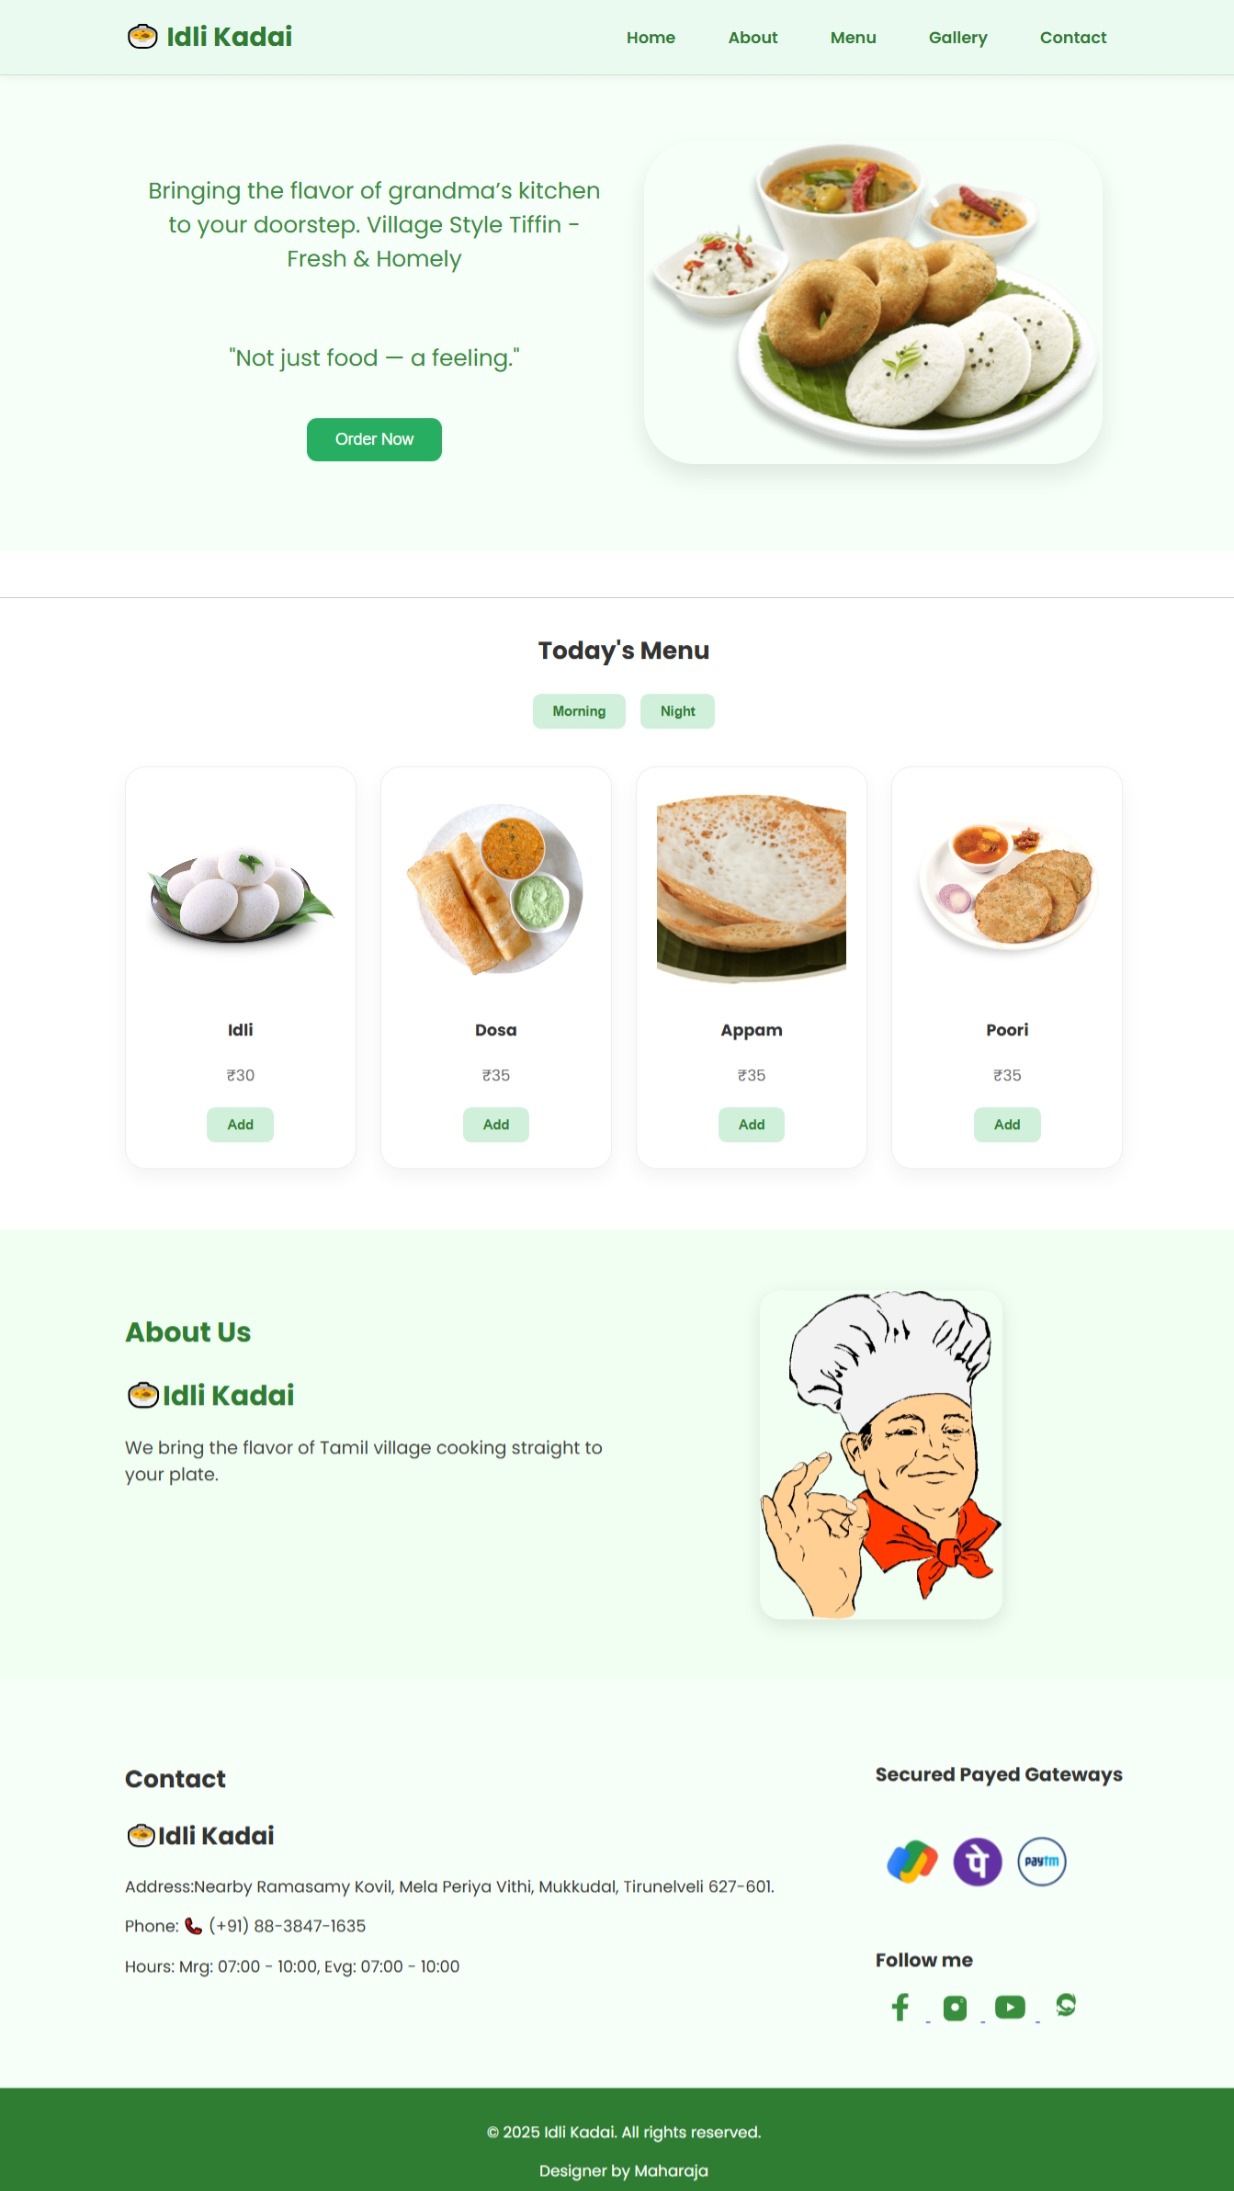 Idli Kadai
Home About Menu Gallery Contact
Bringing the flavor of grandma’s kitchen
to your doorstep. Village Style Tiffin -
Fresh & Homely
"Not just food — a feeling."
Order Now
Today's Menu
Morning Night
Idli
₹30
Add
Dosa
₹35
Add
Appam
₹35
Add
Poori
₹35
Add
About Us
Idli Kadai
We bring the flavor of Tamil village cooking straight to
your plate.
Contact
Idli Kadai
Address:Nearby Ramasamy Kovil, Mela Periya Vithi, Mukkudal, Tirunelveli 627-601.
Phone: 📞 (+91) 88-3847-1635
Hours: Mrg: 07:00 - 10:00, Evg: 07:00 - 10:00
Secured Payed Gateways
पे
paytm
Follow me
© 2025 Idli Kadai. All rights reserved.
Designer by Maharaja